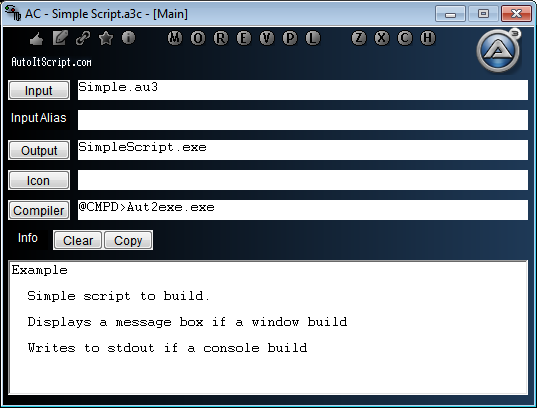 AC - Simple Script.a3c - [Main]
M O R E V P L Z X C H
AutoItScript.com
Input Simple.au3
InputAlias
Output SimpleScript.exe
Icon
Compiler @CMPD>Aut2exe.exe
Info Clear Copy
Example
Simple script to build.
Displays a message box if a window build
Writes to stdout if a console build